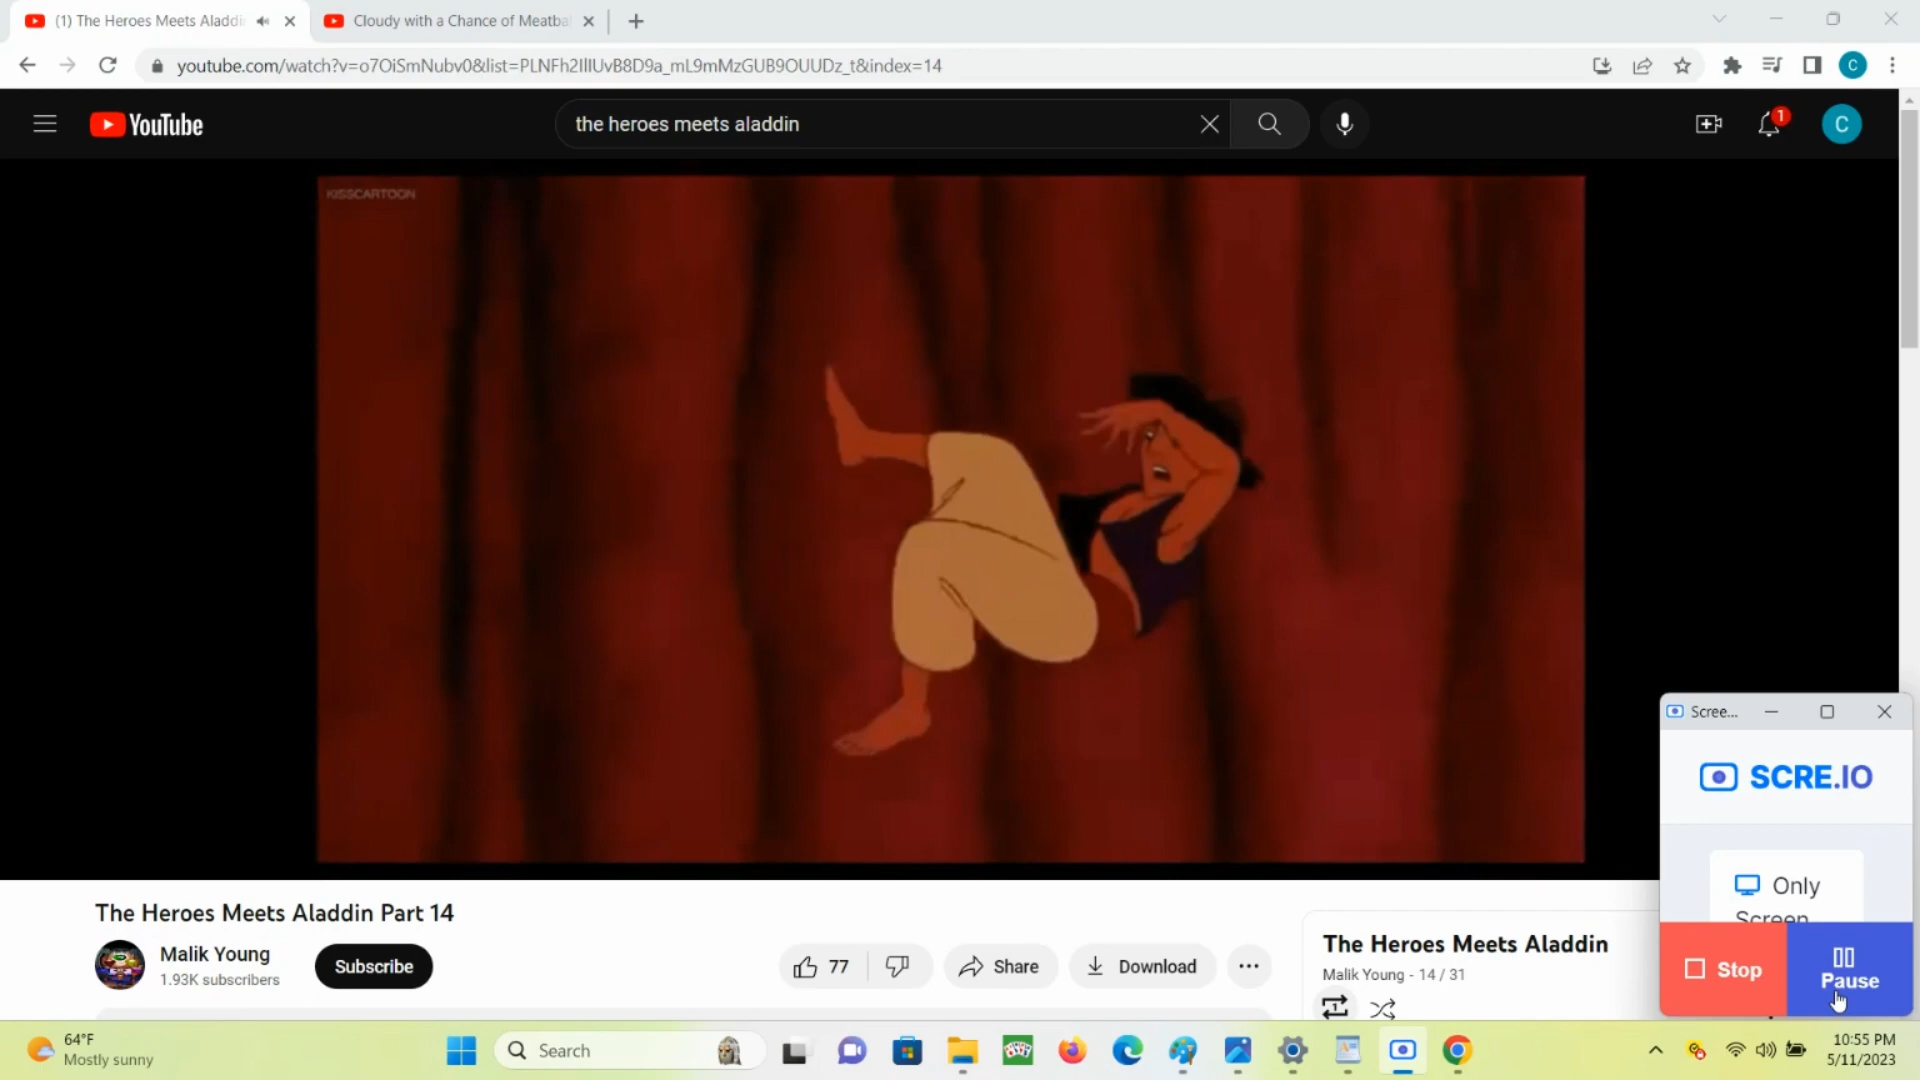 (1) The Heroes Meets Aladdi
Cloudy with a Chance of Meatba
youtube.com/watch?v=o7OiSmNubv0&list=PLNFh2IllIUvB8D9a_mL9mMzGUB9OUUDz_t&index=14
C
YouTube
the heroes meets aladdin
1
C
KISSCARTOON
Scree...
SCRE.IO
Only
Screen
Stop
Pause
The Heroes Meets Aladdin Part 14
Malik Young
1.93K subscribers
Subscribe
77
Share
Download
The Heroes Meets Aladdin
Malik Young - 14 / 31
64°F
Mostly sunny
Search
10:55 PM
5/11/2023